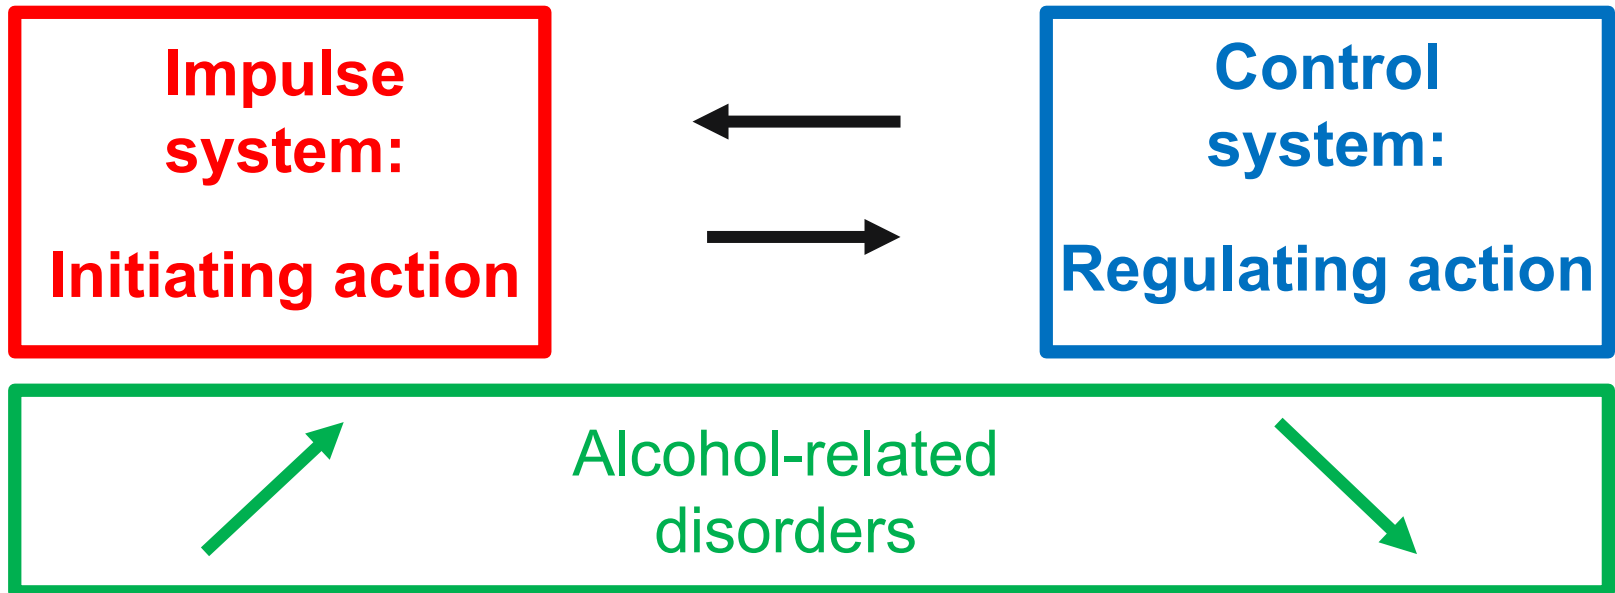 Impulse
system:
Initiating action
Control
system:
Regulating action
Alcohol-related
disorders